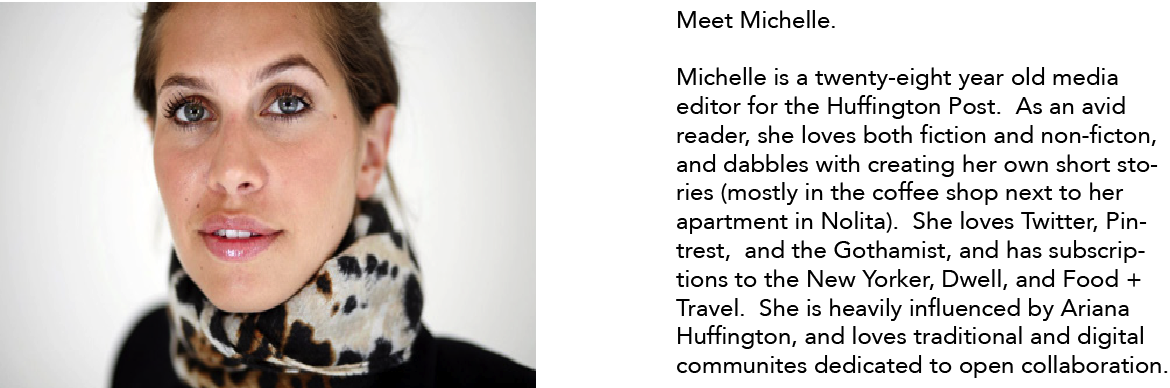 Meet Michelle.
Michelle is a twenty-eight year old media
editor for the Huffington Post.  As an avid
reader, she loves both fiction and non-ficton,
and dabbles with creating her own short sto-
ries (mostly in the coffee shop next to her
apartment in Nolita).  She loves Twitter, Pin-
trest,  and the Gothamist, and has subscrip-
tions to the New Yorker, Dwell, and Food +
Travel.  She is heavily influenced by Ariana
Huffington, and loves traditional and digital
communites dedicated to open collaboration.